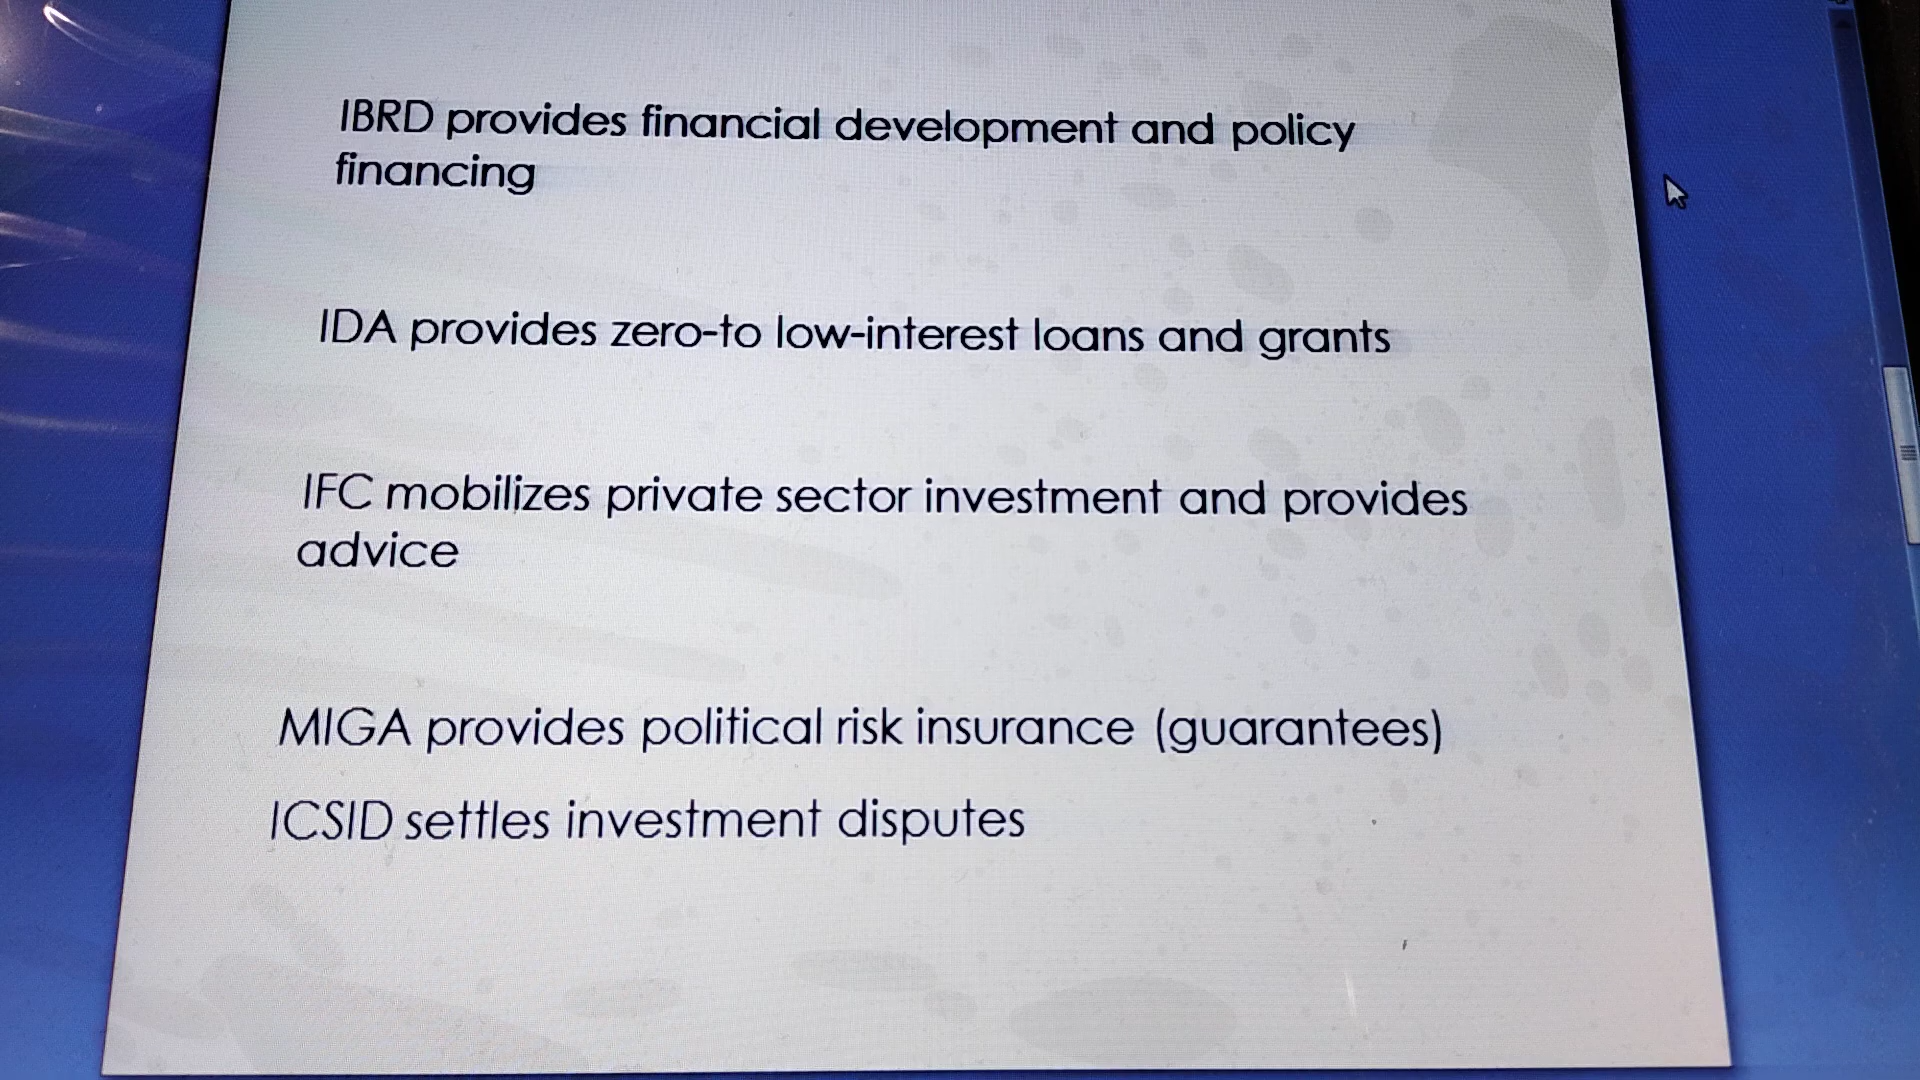 IBRD provides financial development and policy
financing
IDA provides zero-to low-interest loans and grants
IFC mobilizes private sector investment and provides
advice
MIGA provides political risk insurance (guarantees)
ICSID settles investment disputes